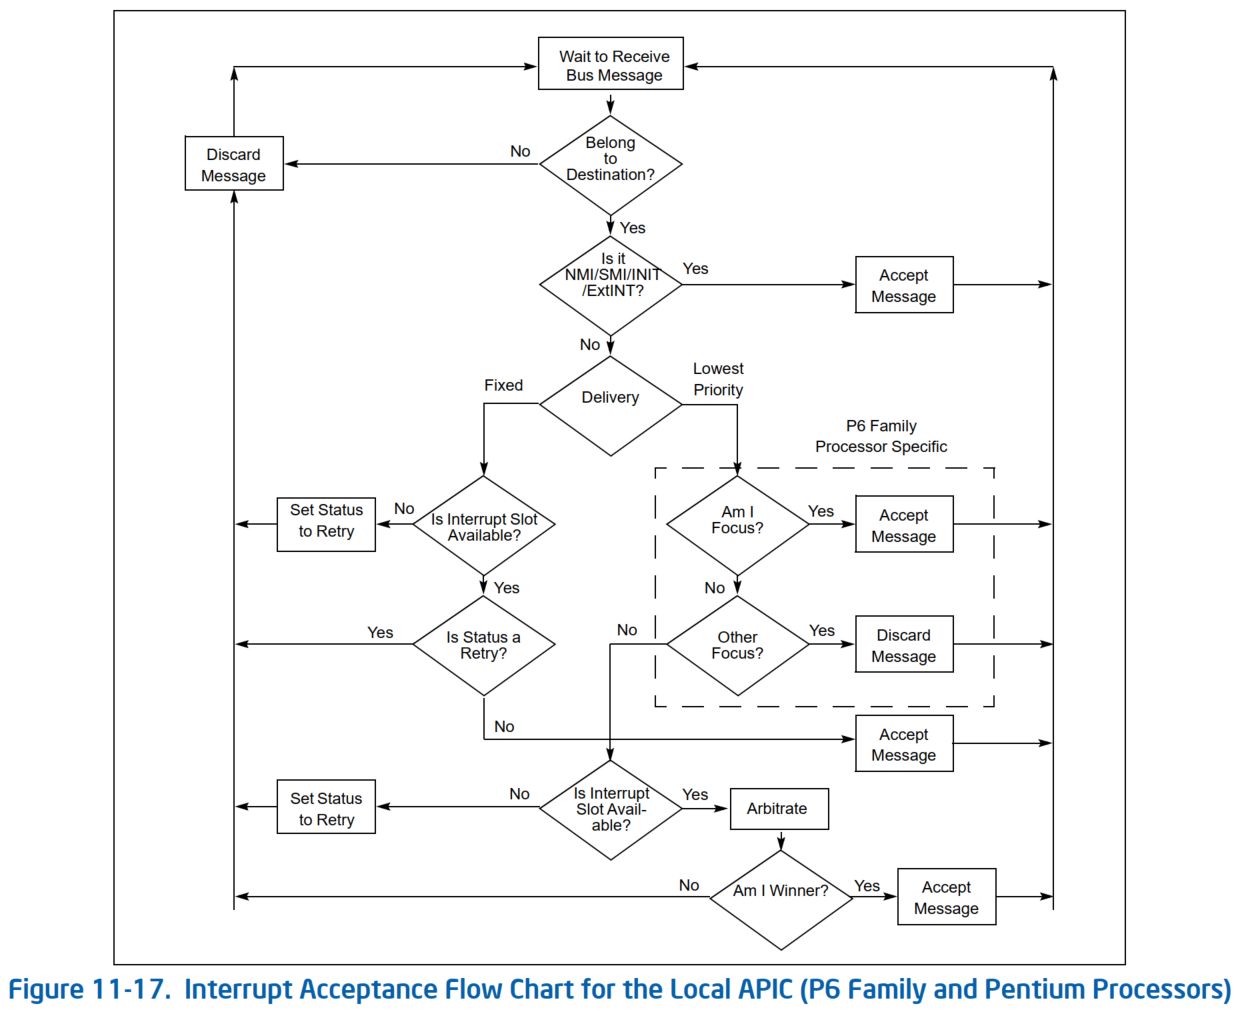 Wait to Receive
Bus Message
Belong
to
Destination?
No
Discard
Message
Yes
Is it
NMI/SMI/INIT
/ExtINT?
Yes
Accept
Message
No
Delivery
Fixed
Lowest
Priority
P6 Family
Processor Specific
Is Interrupt Slot
Available?
No
Set Status
to Retry
Am I
Focus?
Yes
Accept
Message
Yes
No
Is Status a
Retry?
Yes
Other
Focus?
No
Yes
Discard
Message
No
Accept
Message
Is Interrupt
Slot Avail-
able?
No
Set Status
to Retry
Yes
Arbitrate
Am I Winner?
No
Yes
Accept
Message
Figure 11-17. Interrupt Acceptance Flow Chart for the Local APIC (P6 Family and Pentium Processors)